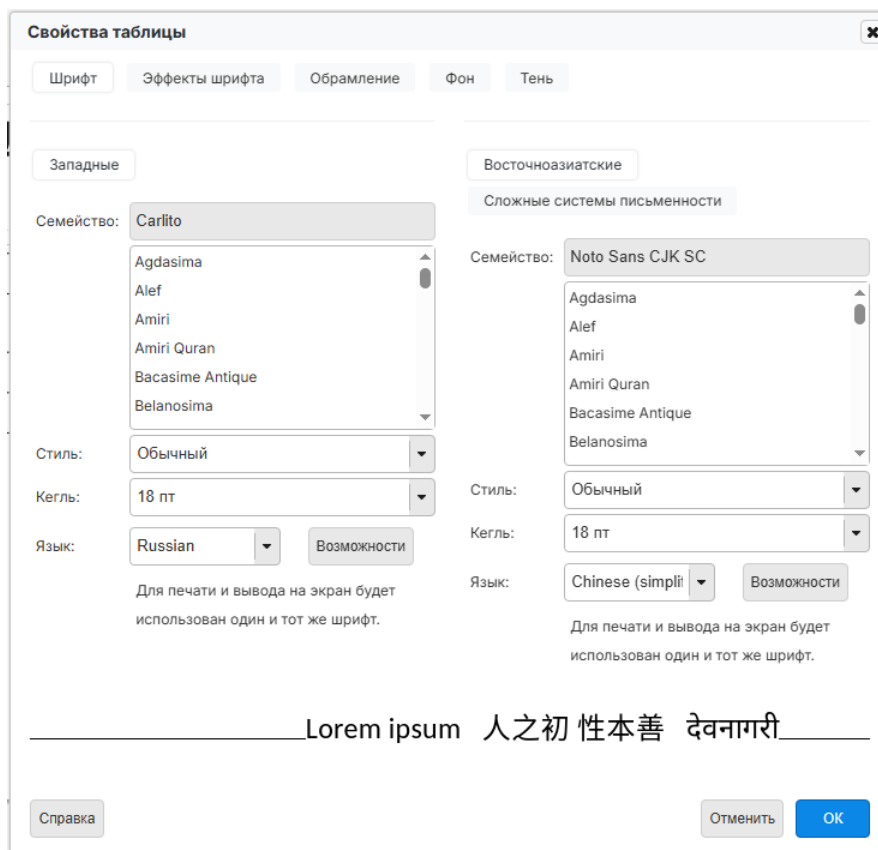 Свойства таблицы
Шрифт Эффекты шрифта Обрамление Фон Тень
Западные
Семейство: Carlito
Agdasima
Alef
Amiri
Amiri Quran
Bacasime Antique
Belanosima
Стиль: Обычный
Кегль: 18 пт
Язык: Russian Возможности
Для печати и вывода на экран будет
использован один и тот же шрифт.
Восточноазиатские
Сложные системы письменности
Семейство: Noto Sans CJK SC
Agdasima
Alef
Amiri
Amiri Quran
Bacasime Antique
Belanosima
Стиль: Обычный
Кегль: 18 пт
Язык: Chinese (simplif Возможности
Для печати и вывода на экран будет
использован один и тот же шрифт.
Lorem ipsum 人之初 性本善 देवनागरी
Справка Отменить OK